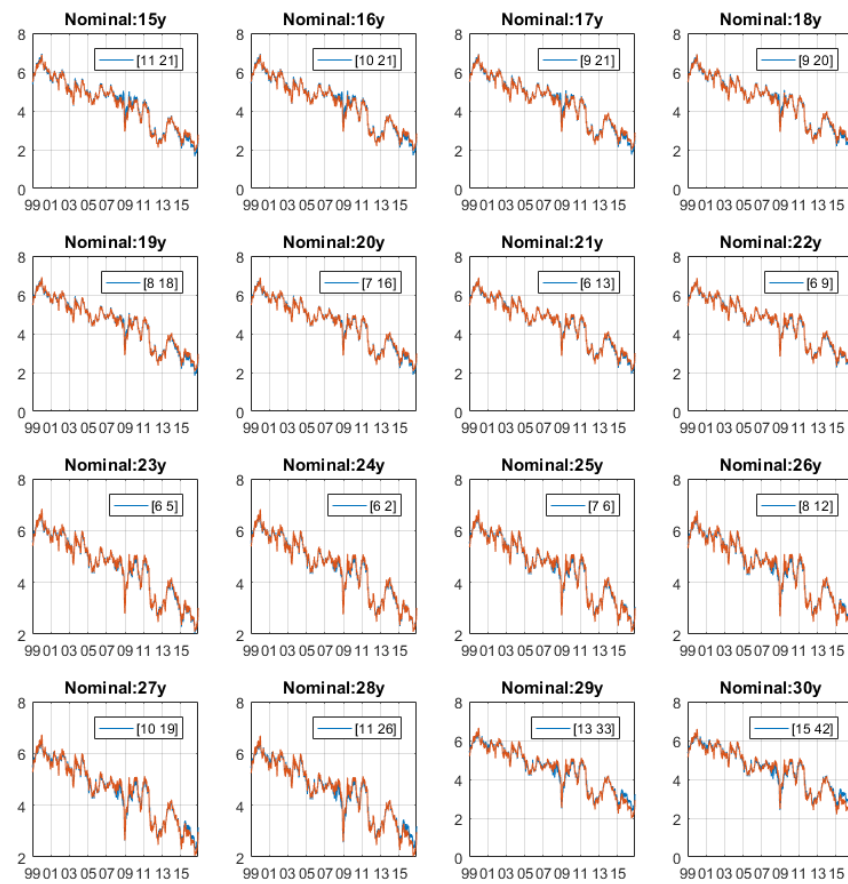 Nominal:15y Nominal:16y Nominal:17y Nominal:18y
8 8 8 8
[11 21] [10 21] [9 21] [9 20]
6 6 6 6
4 4 4 4
2 2 2 2
0 0 0 0
99 01 03 05 07 09 11 13 15 99 01 03 05 07 09 11 13 15 99 01 03 05 07 09 11 13 15 99 01 03 05 07 09 11 13 15
Nominal:19y Nominal:20y Nominal:21y Nominal:22y
8 8 8 8
[8 18] [7 16] [6 13] [6 9]
6 6 6 6
4 4 4 4
2 2 2 2
0 0 0 0
99 01 03 05 07 09 11 13 15 99 01 03 05 07 09 11 13 15 99 01 03 05 07 09 11 13 15 99 01 03 05 07 09 11 13 15
Nominal:23y Nominal:24y Nominal:25y Nominal:26y
8 8 8 8
[6 5] [6 2] [7 6] [8 12]
6 6 6 6
4 4 4 4
2 2 2 2
99 01 03 05 07 09 11 13 15 99 01 03 05 07 09 11 13 15 99 01 03 05 07 09 11 13 15 99 01 03 05 07 09 11 13 15
Nominal:27y Nominal:28y Nominal:29y Nominal:30y
8 8 8 8
[10 19] [11 26] [13 33] [15 42]
6 6 6 6
4 4 4 4
2 2
2 2 0 0
99 01 03 05 07 09 11 13 15 99 01 03 05 07 09 11 13 15 99 01 03 05 07 09 11 13 15 99 01 03 05 07 09 11 13 15